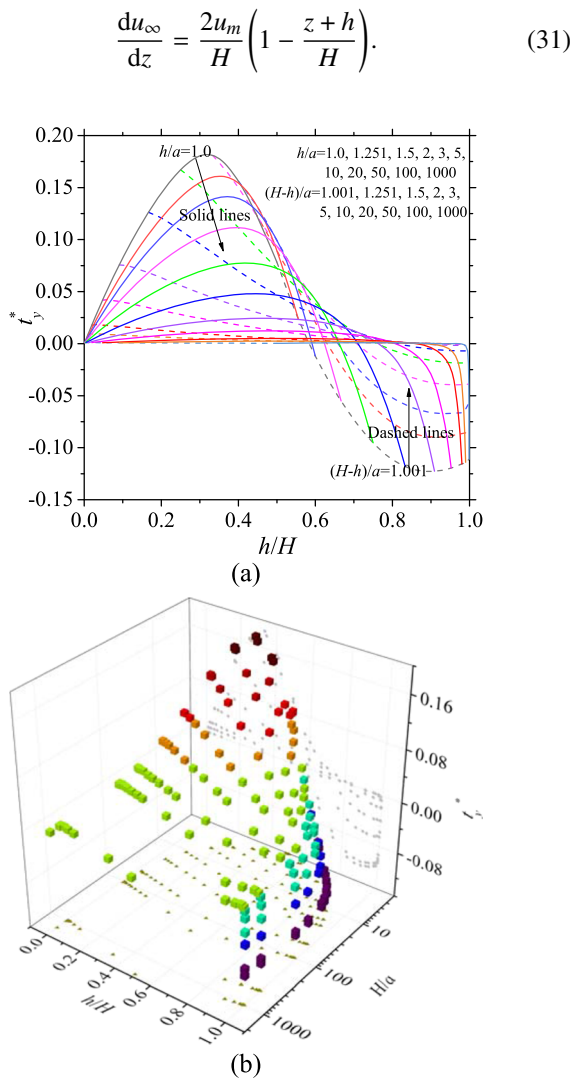 du∞/dz = 2uₘ/H (1 − (z + h)/H). (31)
0.20
0.15
0.10
0.05
0.00
-0.05
-0.10
-0.15
t*y
h/a=1.0
h/a=1.0, 1.251, 1.5, 2, 3, 5,
10, 20, 50, 100, 1000
(H-h)/a=1.001, 1.251, 1.5, 2, 3,
5, 10, 20, 50, 100, 1000
Solid lines
Dashed lines
(H-h)/a=1.001
0.0 0.2 0.4 0.6 0.8 1.0
h/H
(a)
0.16
0.08
0.00
-0.08
0.0
0.2
0.4
0.6
0.8
1.0
h/H
10
100
1000
H/a
(b)